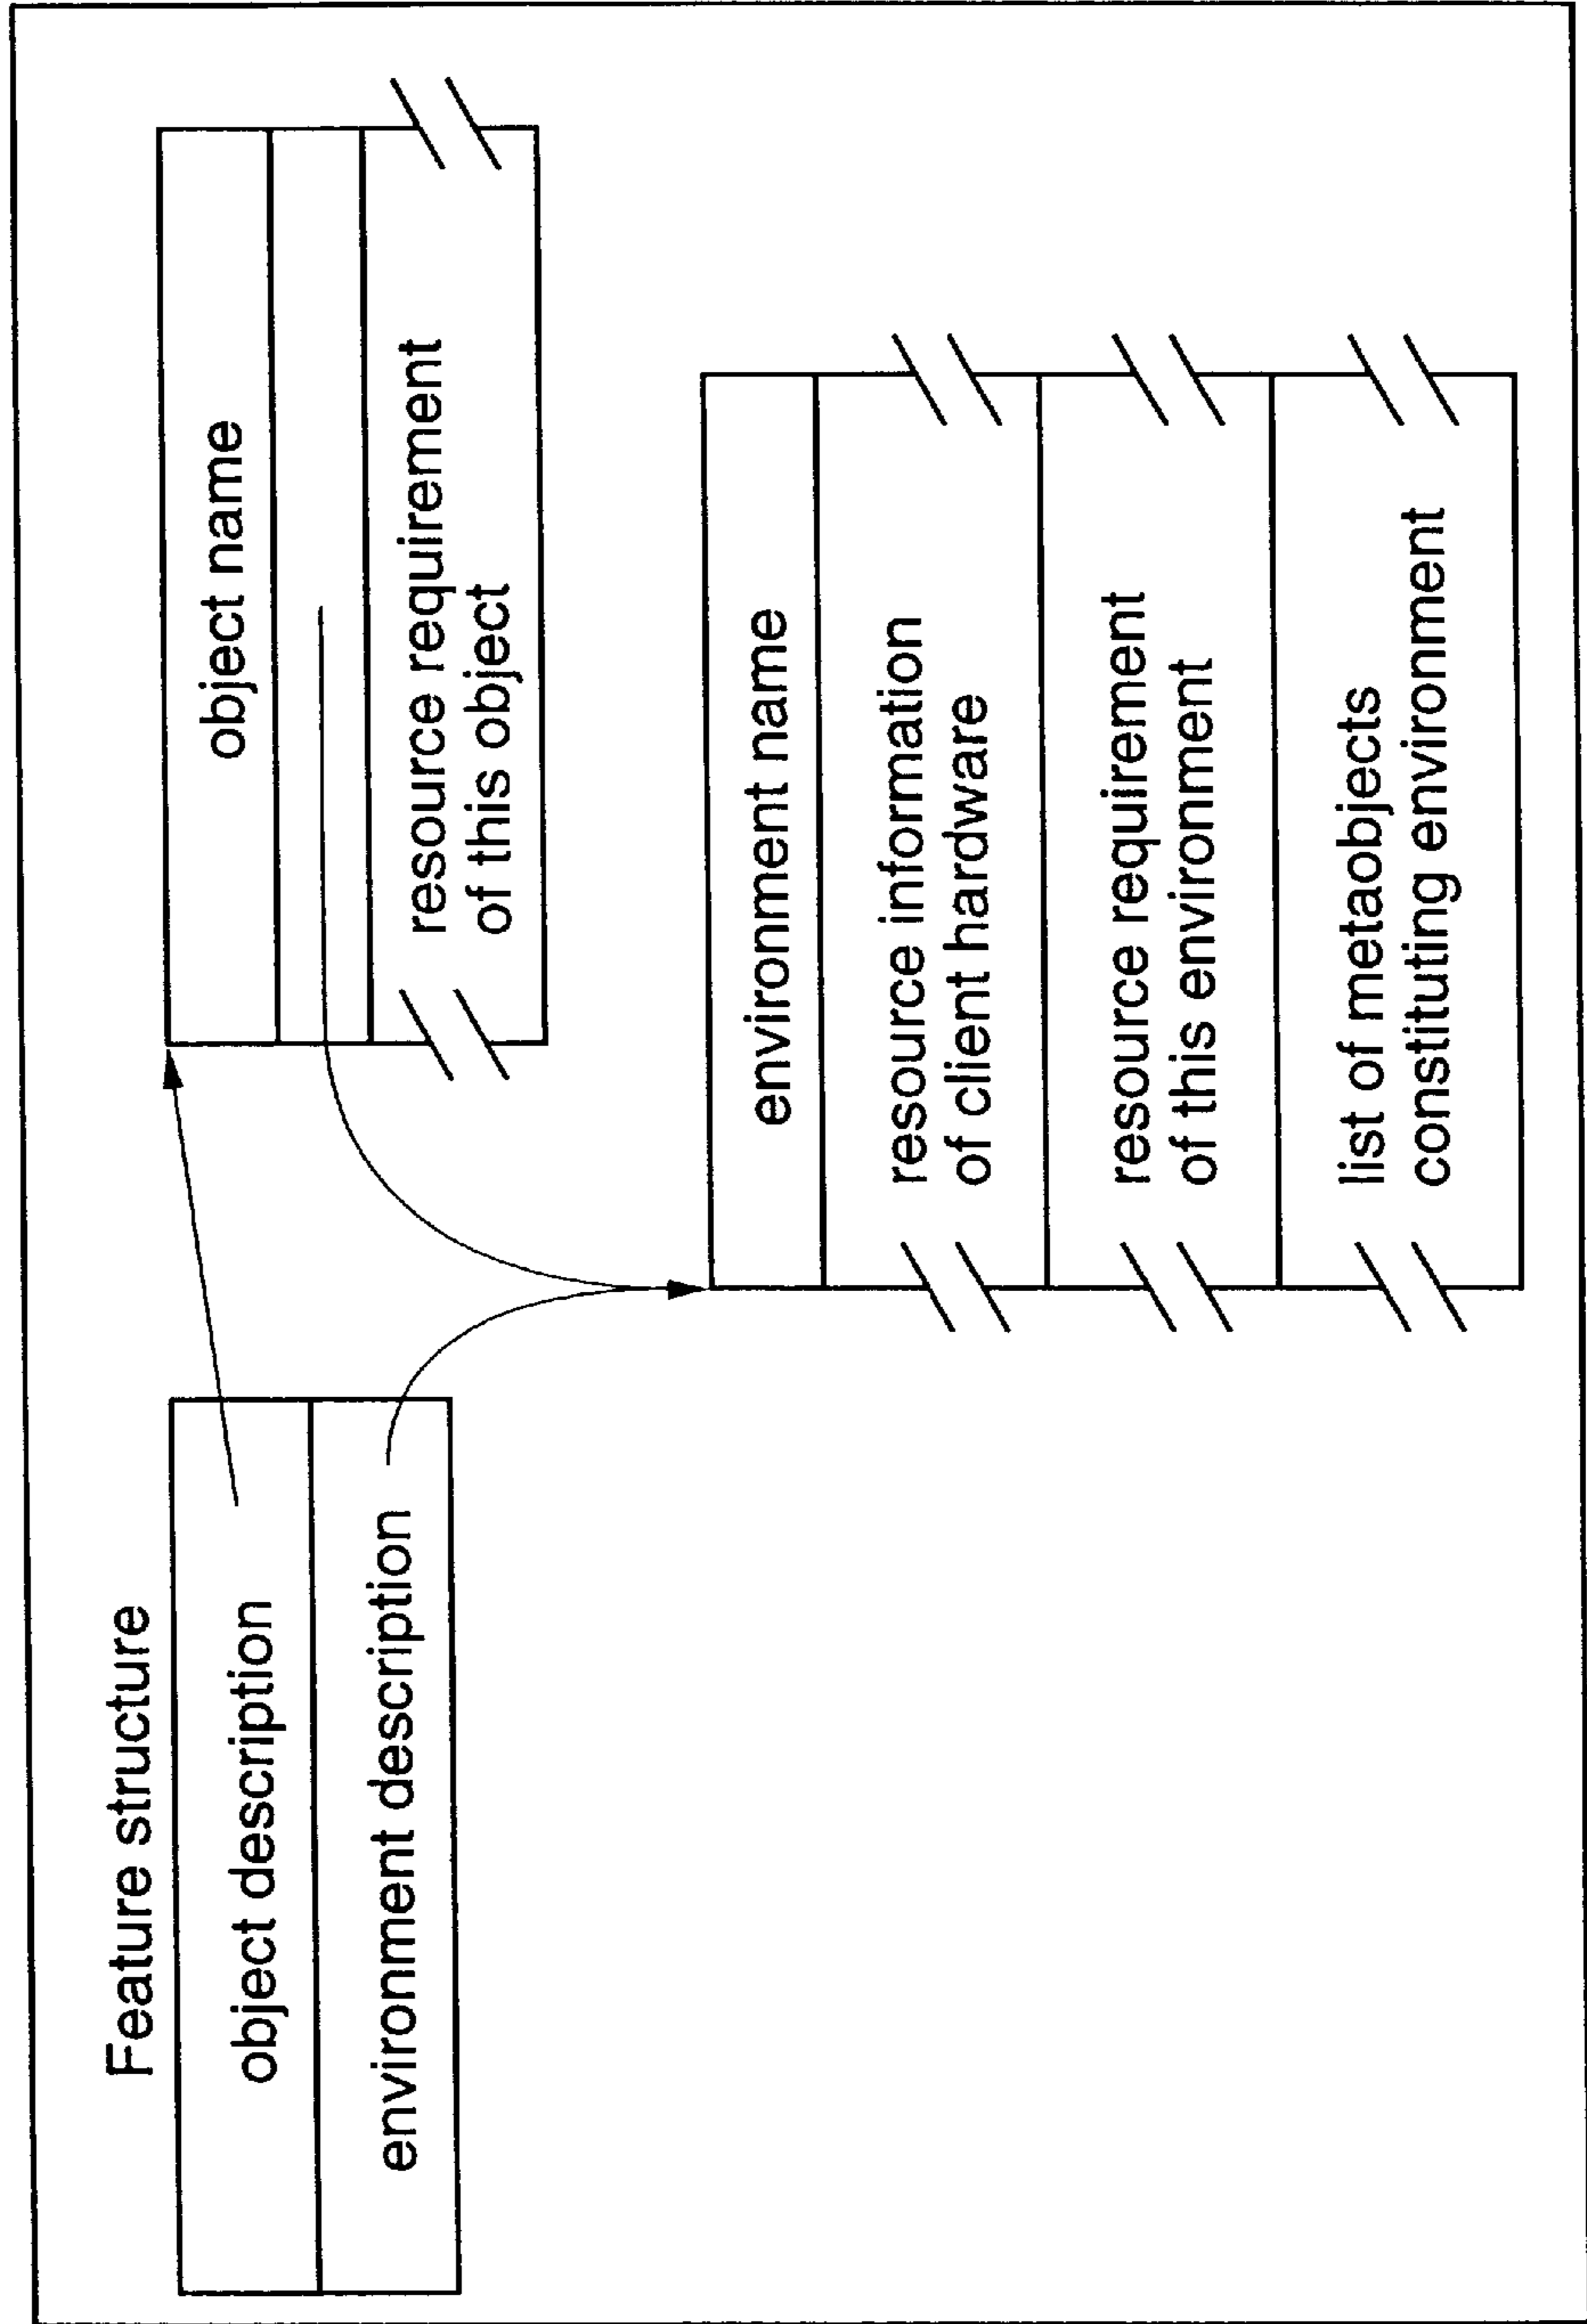 Feature structure
object description
environment description
object name
resource requirement
of this object
environment name
resource information
of client hardware
resource requirement
of this environment
list of metaobjects
constituting environment